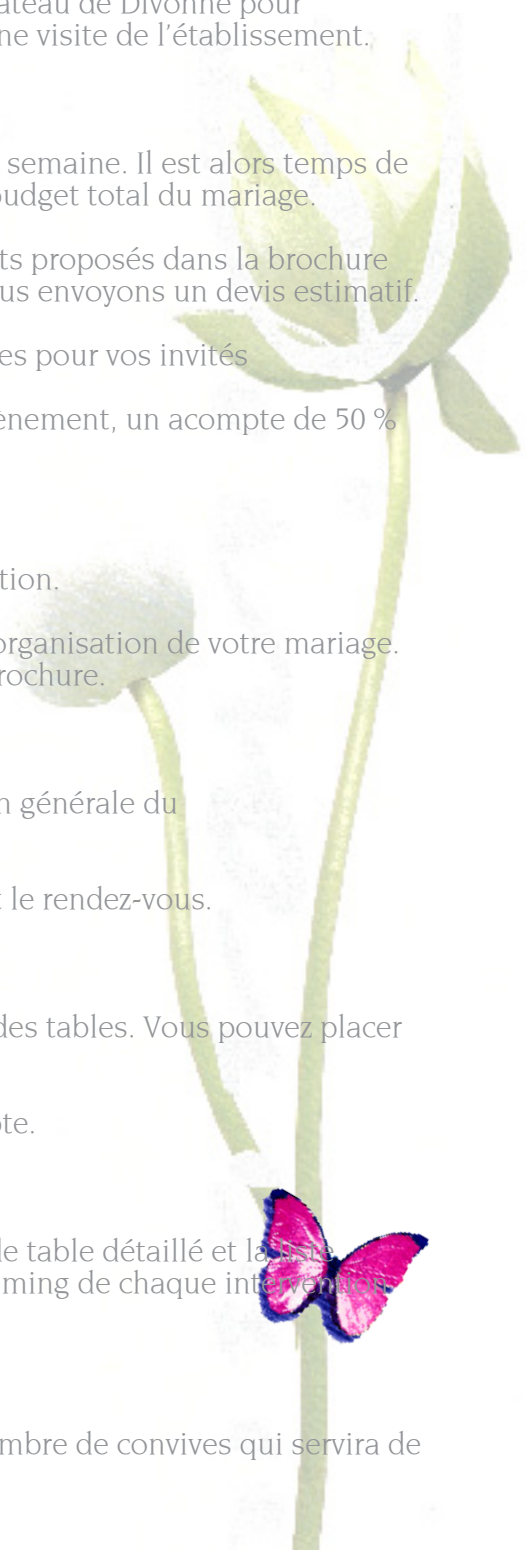 âteau de Divonne pour
ne visite de l’établissement.
semaine. Il est alors temps de
budget total du mariage.
ts proposés dans la brochure
us envoyons un devis estimatif.
es pour vos invités
ènement, un acompte de 50 %
tion.
organisation de votre mariage.
rochure.
n générale du
t le rendez-vous.
des tables. Vous pouvez placer
te.
de table détaillé et la liste
ming de chaque intervention
mbre de convives qui servira de